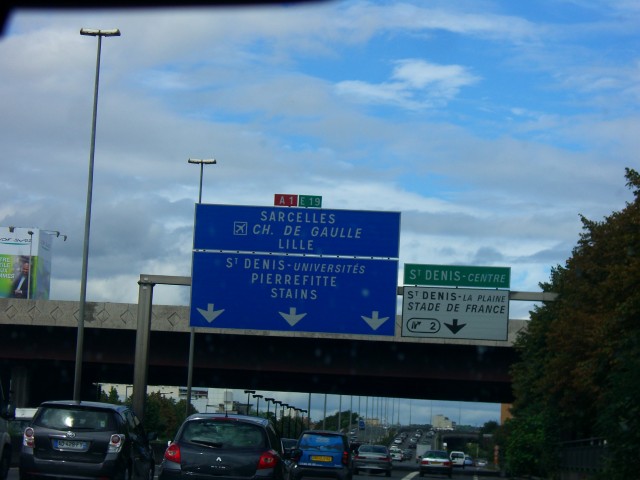 A1 E19
SARCELLES
CH. DE GAULLE
LILLE
ST DENIS-UNIVERSITÉS
PIERREFITTE
STAINS
ST DENIS-CENTRE
ST DENIS-LA PLAINE
STADE DE FRANCE
N° 2